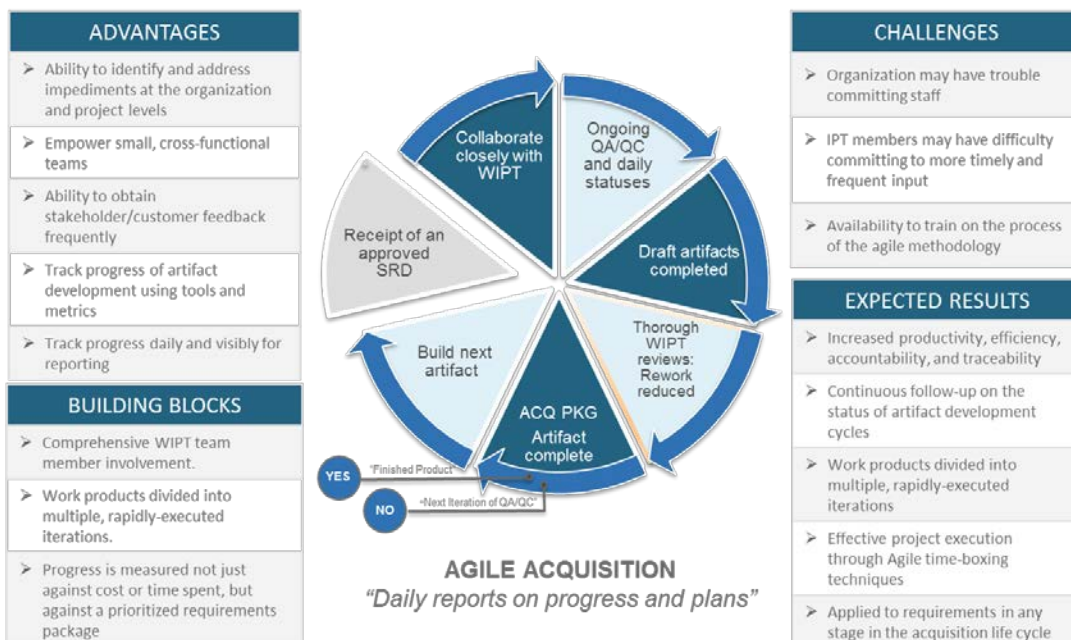 ADVANTAGES
➢ Ability to identify and address
impediments at the organization
and project levels
➢ Empower small, cross-functional
teams
➢ Ability to obtain
stakeholder/customer feedback
frequently
➢ Track progress of artifact
development using tools and
metrics
➢ Track progress daily and visibly for
reporting
BUILDING BLOCKS
➢ Comprehensive WIPT team
member involvement.
➢ Work products divided into
multiple, rapidly-executed
iterations.
➢ Progress is measured not just
against cost or time spent, but
against a prioritized requirements
package
Receipt of an
approved
SRD
Collaborate
closely with
WIPT
Ongoing
QA/QC
and daily
statuses
Draft artifacts
completed
Thorough
WIPT
reviews:
Rework
reduced
ACQ PKG
Artifact
complete
Build next
artifact
YES
"Finished Product"
NO
"Next Iteration of QA/QC"
AGILE ACQUISITION
"Daily reports on progress and plans"
CHALLENGES
➢ Organization may have trouble
committing staff
➢ IPT members may have difficulty
committing to more timely and
frequent input
➢ Availability to train on the process
of the agile methodology
EXPECTED RESULTS
➢ Increased productivity, efficiency,
accountability, and traceability
➢ Continuous follow-up on the
status of artifact development
cycles
➢ Work products divided into
multiple, rapidly-executed
iterations
➢ Effective project execution
through Agile time-boxing
techniques
➢ Applied to requirements in any
stage in the acquisition life cycle